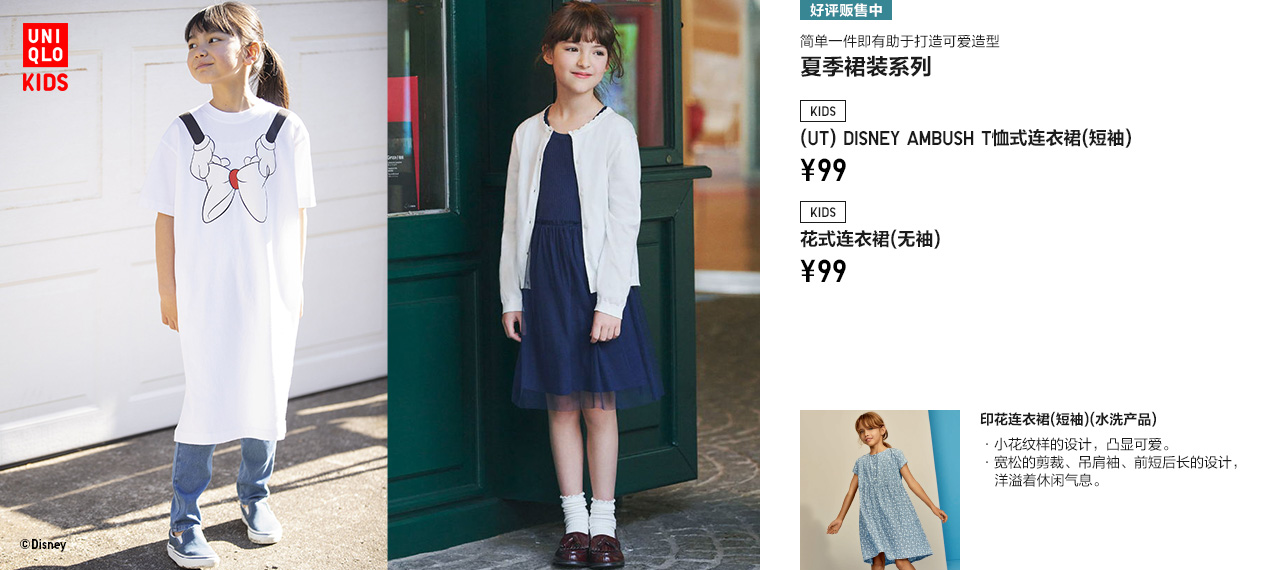 UNI
QLO
KIDS
©Disney
好评贩售中
简单一件即有助于打造可爱造型
夏季裙装系列
KIDS
(UT) DISNEY AMBUSH T恤式连衣裙(短袖)
¥99
KIDS
花式连衣裙(无袖)
¥99
印花连衣裙(短袖)(水洗产品)
· 小花纹样的设计，凸显可爱。
· 宽松的剪裁、吊肩袖、前短后长的设计，
洋溢着休闲气息。